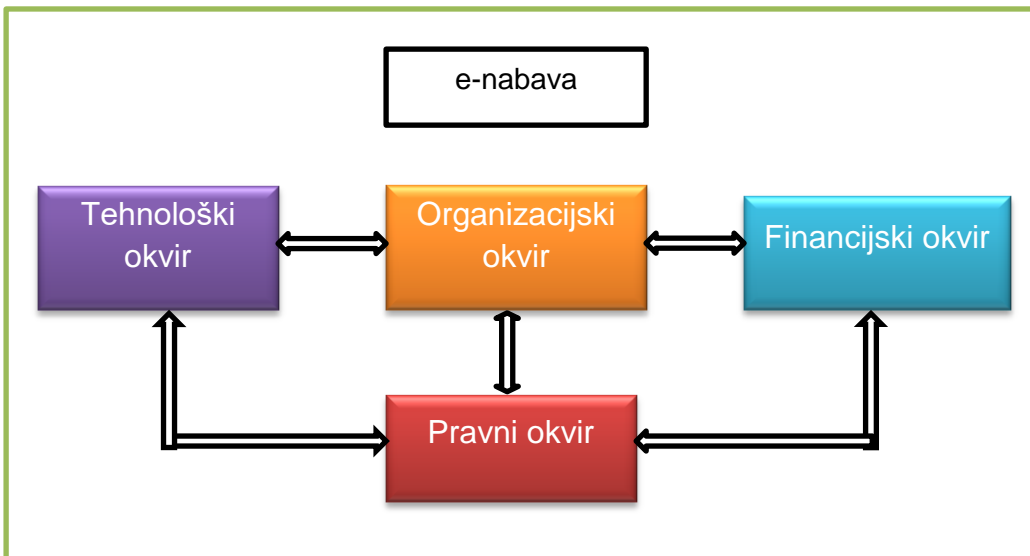 e-nabava
Tehnološki
okvir
Organizacijski
okvir
Financijski okvir
Pravni okvir